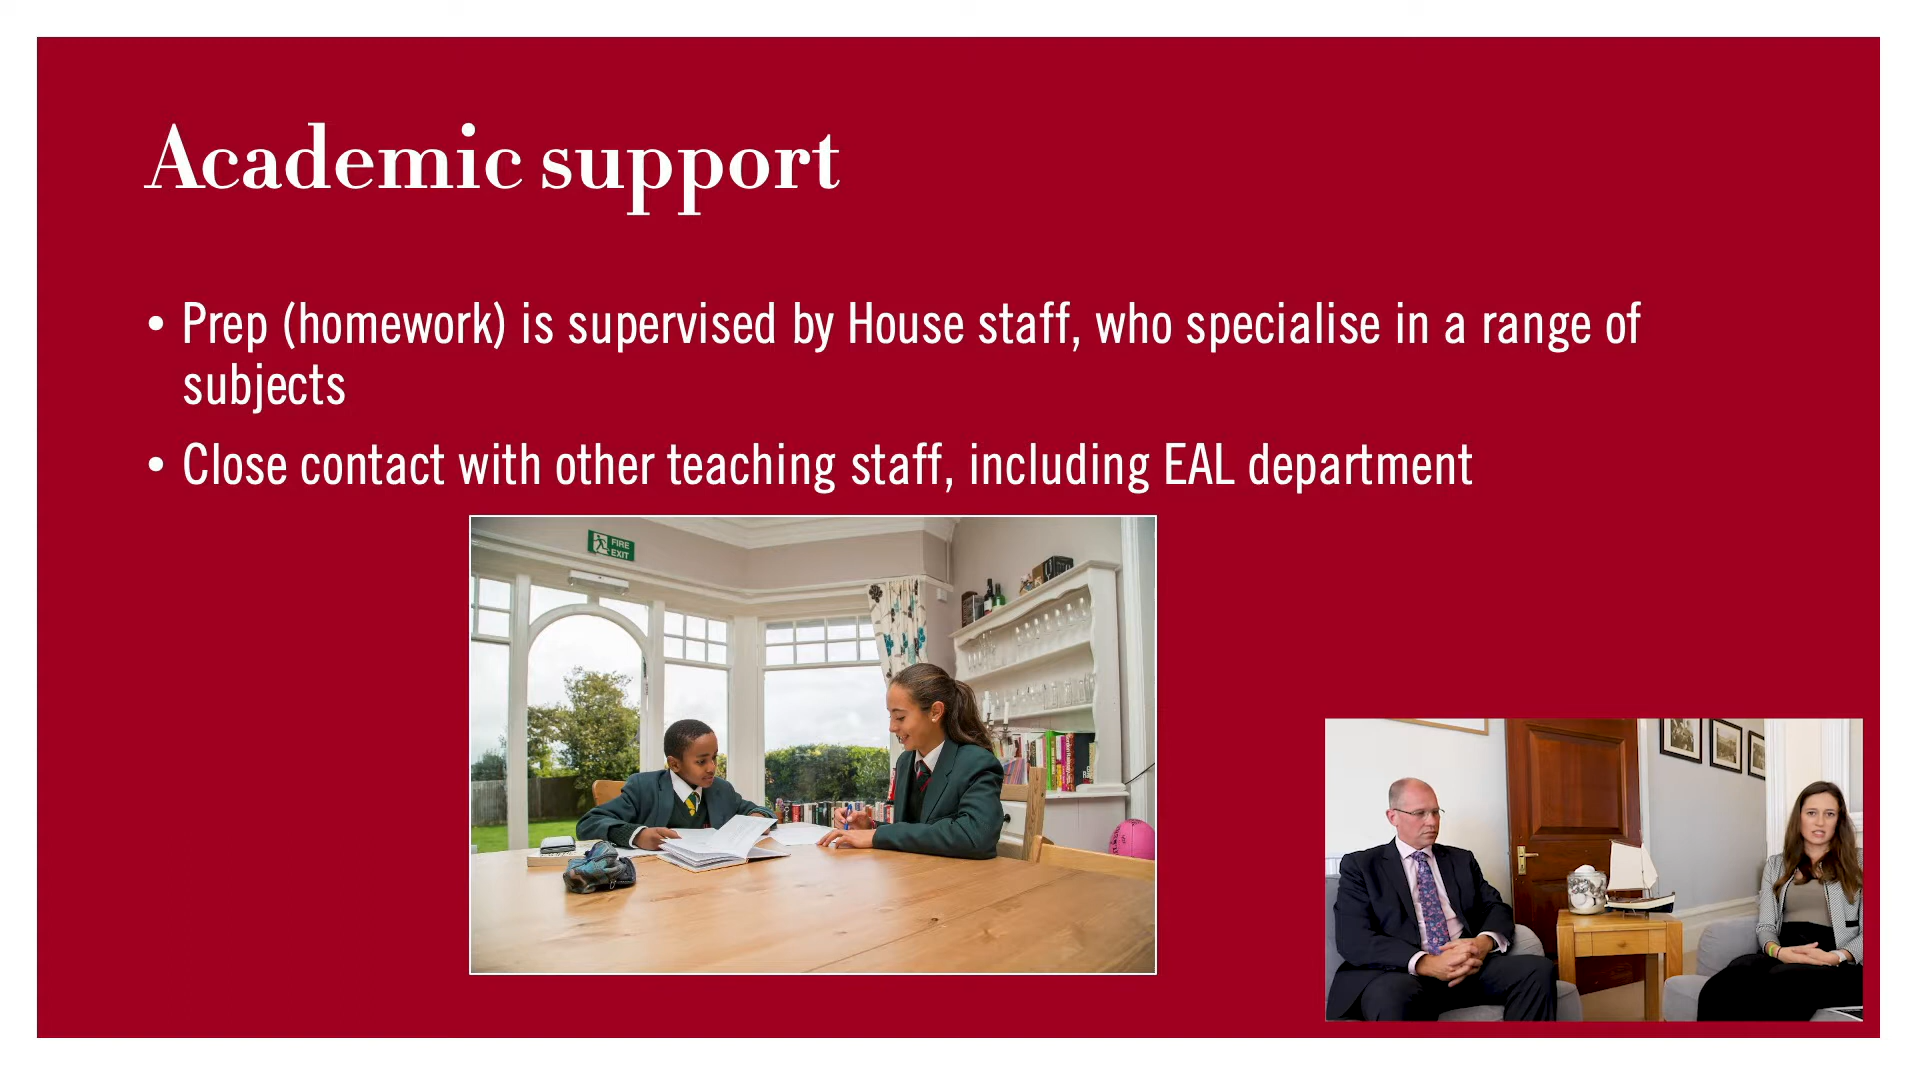 Academic support
• Prep (homework) is supervised by House staff, who specialise in a range of
subjects
• Close contact with other teaching staff, including EAL department
FIRE
EXIT